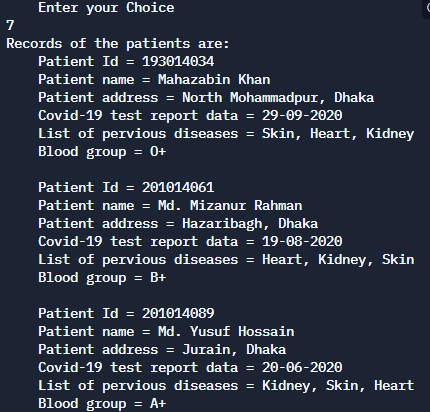 Enter your Choice
7
Records of the patients are:
Patient Id = 193014034
Patient name = Mahazabin Khan
Patient address = North Mohammadpur, Dhaka
Covid-19 test report data = 29-09-2020
List of pervious diseases = Skin, Heart, Kidney
Blood group = O+
Patient Id = 201014061
Patient name = Md. Mizanur Rahman
Patient address = Hazaribagh, Dhaka
Covid-19 test report data = 19-08-2020
List of pervious diseases = Heart, Kidney, Skin
Blood group = B+
Patient Id = 201014089
Patient name = Md. Yusuf Hossain
Patient address = Jurain, Dhaka
Covid-19 test report data = 20-06-2020
List of pervious diseases = Kidney, Skin, Heart
Blood group = A+